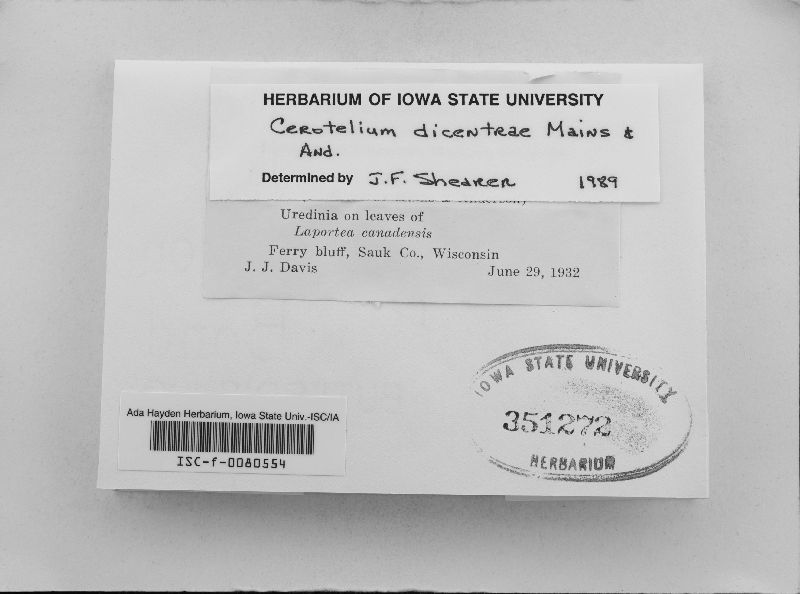 HERBARIUM OF IOWA STATE UNIVERSITY
Cerotelium dicentrae Mains &
And.
Determined by J.F. Shearer 1989
Uredinia on leaves of
Laportea canadensis
Ferry bluff, Sauk Co., Wisconsin
J. J. Davis June 29, 1932
IOWA STATE UNIVERSITY
351272
HERBARIUM
Ada Hayden Herbarium, Iowa State Univ.-ISC/IA
ISC-f-0080554